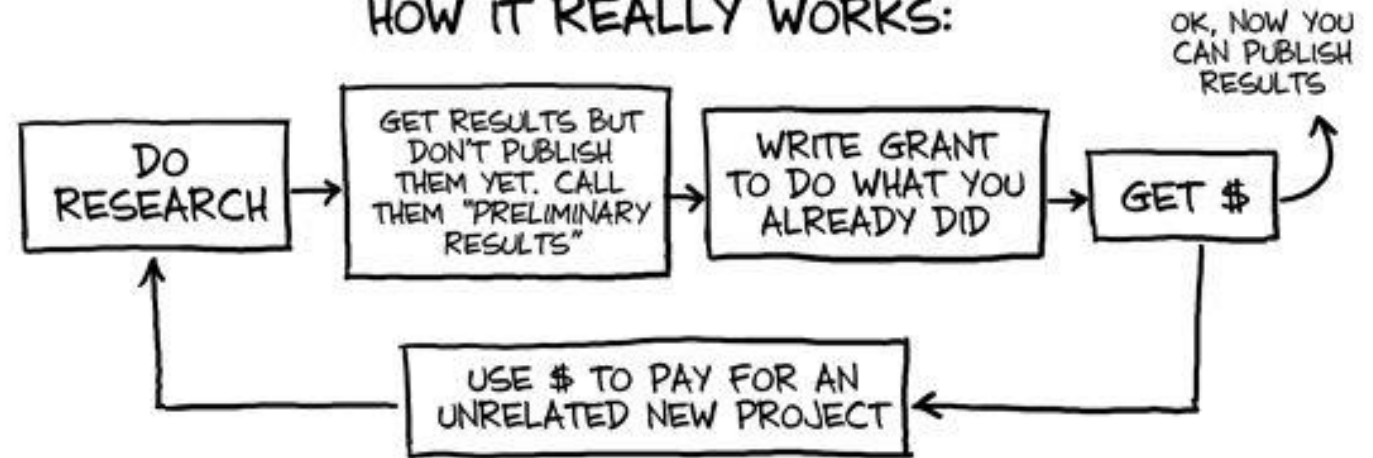 HOW IT REALLY WORKS:
OK, NOW YOU
CAN PUBLISH
RESULTS
DO
RESEARCH
GET RESULTS BUT
DON'T PUBLISH
THEM YET. CALL
THEM "PRELIMINARY
RESULTS"
WRITE GRANT
TO DO WHAT YOU
ALREADY DID
GET $
USE $ TO PAY FOR AN
UNRELATED NEW PROJECT